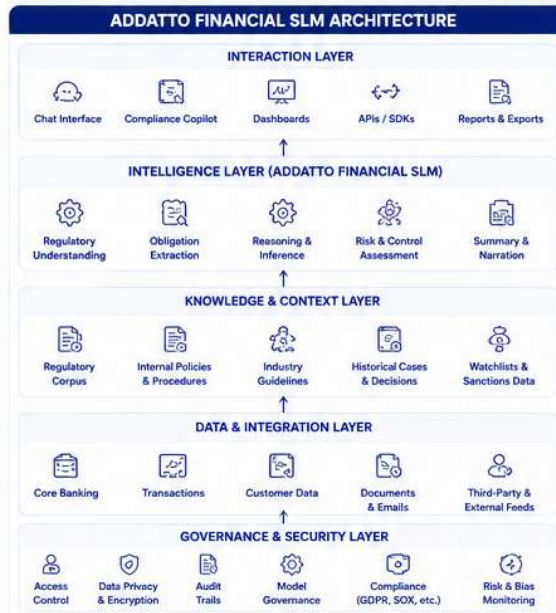 ADDATTO FINANCIAL SLM ARCHITECTURE
INTERACTION LAYER
Chat Interface
Compliance Copilot
Dashboards
APIs / SDKs
Reports & Exports
INTELLIGENCE LAYER (ADDATTO FINANCIAL SLM)
Regulatory
Understanding
Obligation
Extraction
Reasoning &
Inference
Risk & Control
Assessment
Summary &
Narration
KNOWLEDGE & CONTEXT LAYER
Regulatory
Corpus
Internal Policies
& Procedures
Industry
Guidelines
Historical Cases
& Decisions
Watchlists &
Sanctions Data
DATA & INTEGRATION LAYER
Core Banking
Transactions
Customer Data
Documents
& Emails
Third-Party &
External Feeds
GOVERNANCE & SECURITY LAYER
Access
Control
Data Privacy
& Encryption
Audit
Trails
Model
Governance
Compliance
(GDPR, SOX, etc.)
Risk & Bias
Monitoring